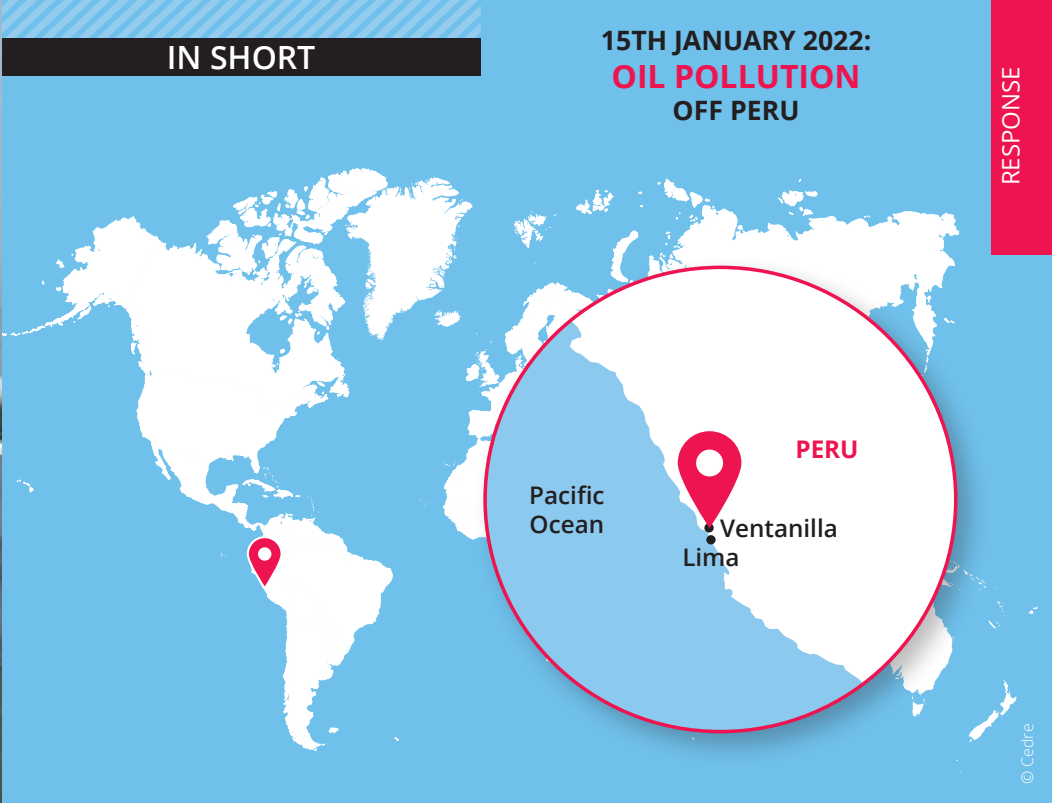 IN SHORT
15TH JANUARY 2022:
OIL POLLUTION
OFF PERU
RESPONSE
PERU
Pacific
Ocean
Ventanilla
Lima
© Cedre